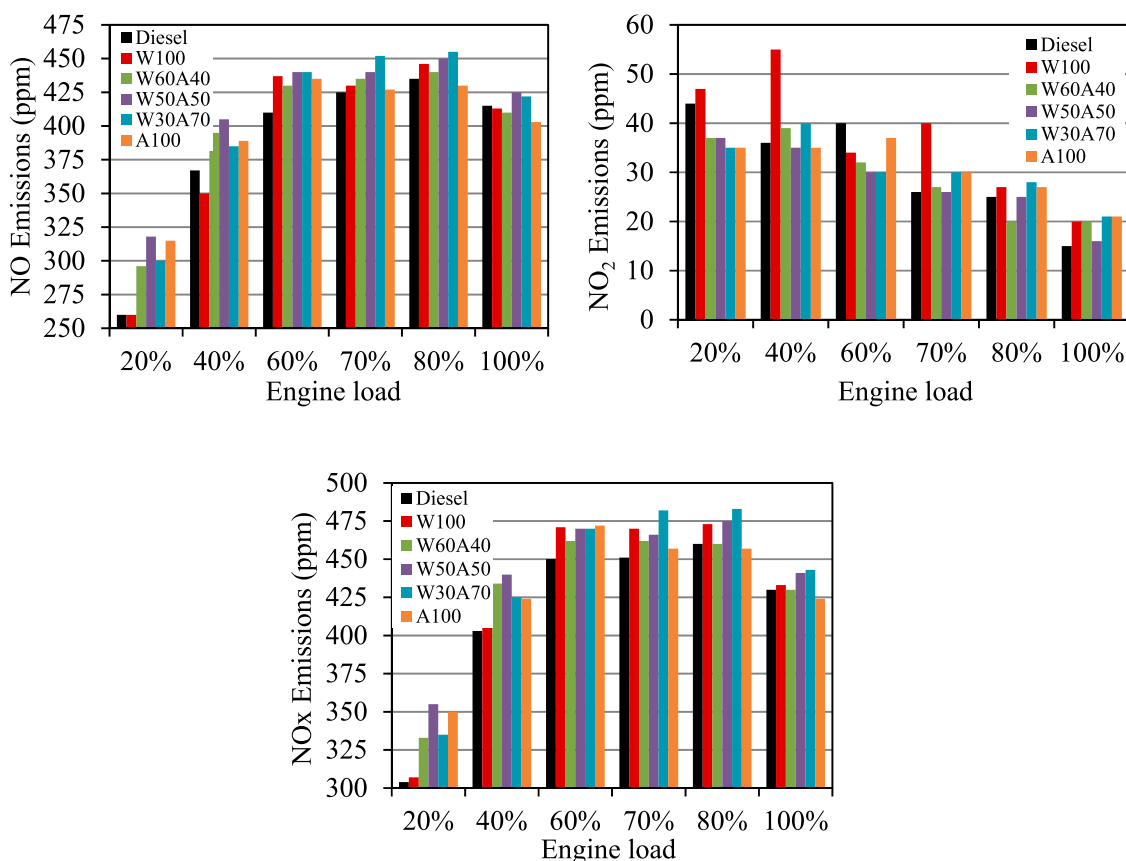 NO Emissions (ppm)
475
450
425
400
375
350
325
300
275
250
Diesel
W100
W60A40
W50A50
W30A70
A100
20% 40% 60% 70% 80% 100%
Engine load
NO2 Emissions (ppm)
60
50
40
30
20
10
0
Diesel
W100
W60A40
W50A50
W30A70
A100
20% 40% 60% 70% 80% 100%
Engine load
NOx Emissions (ppm)
500
475
450
425
400
375
350
325
300
Diesel
W100
W60A40
W50A50
W30A70
A100
20% 40% 60% 70% 80% 100%
Engine load